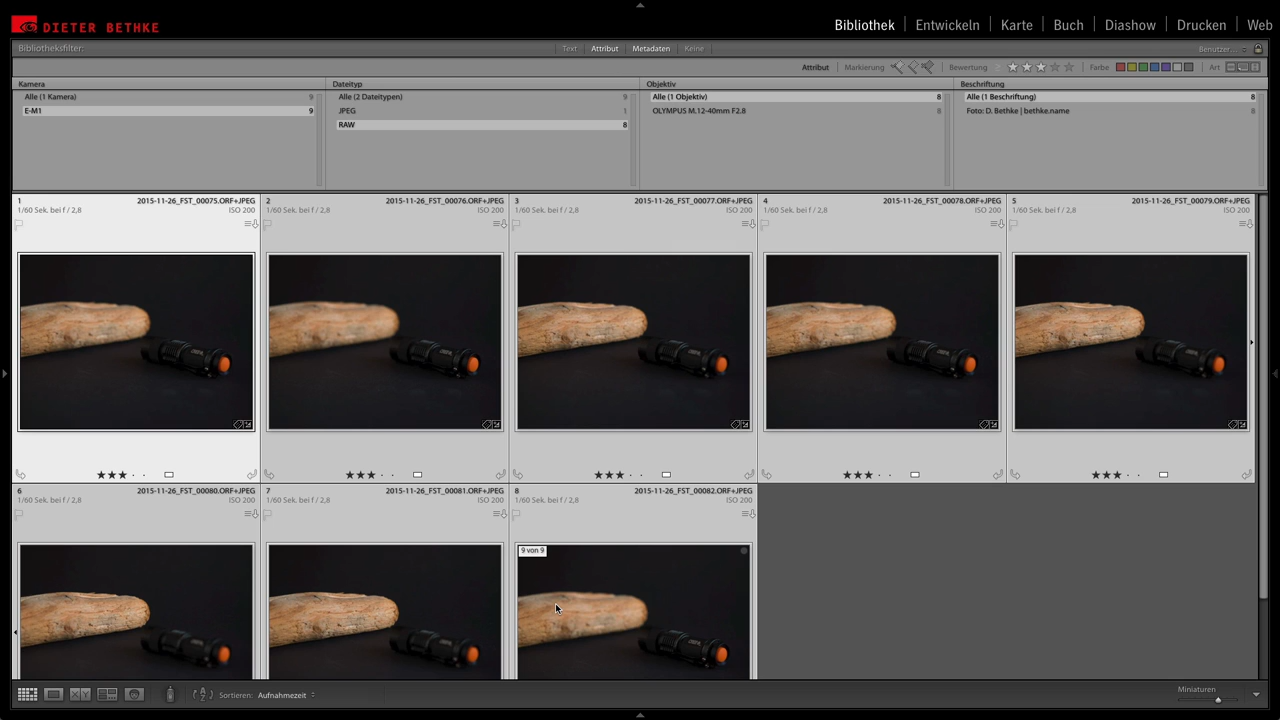 DIETER BETHKE
Bibliothek Entwickeln Karte Buch Diashow Drucken Web
Bibliotheksfilter: Text Attribut Metadaten Keine Benutzer...
Attribut Markierung Bewertung ≥ Farbe Art
Kamera Dateityp Objektiv Beschriftung
Alle (1 Kamera) 9 Alle (2 Dateitypen) 9 Alle (1 Objektiv) 8 Alle (1 Beschriftung) 8
E-M1 9 JPEG 1 OLYMPUS M.12-40mm F2.8 8 Foto: D. Bethke | bethke.name 8
RAW 8
1 2015-11-26_FST_00075.ORF+JPEG 2 2015-11-26_FST_00076.ORF+JPEG 3 2015-11-26_FST_00077.ORF+JPEG 4 2015-11-26_FST_00078.ORF+JPEG 5 2015-11-26_FST_00079.ORF+JPEG
1/60 Sek. bei f / 2,8 ISO 200 1/60 Sek. bei f / 2,8 ISO 200 1/60 Sek. bei f / 2,8 ISO 200 1/60 Sek. bei f / 2,8 ISO 200 1/60 Sek. bei f / 2,8 ISO 200
6 2015-11-26_FST_00080.ORF+JPEG 7 2015-11-26_FST_00081.ORF+JPEG 8 2015-11-26_FST_00082.ORF+JPEG
1/60 Sek. bei f / 2,8 ISO 200 1/60 Sek. bei f / 2,8 ISO 200 1/60 Sek. bei f / 2,8 ISO 200
9 von 9
XY Sortieren: Aufnahmezeit Miniaturen